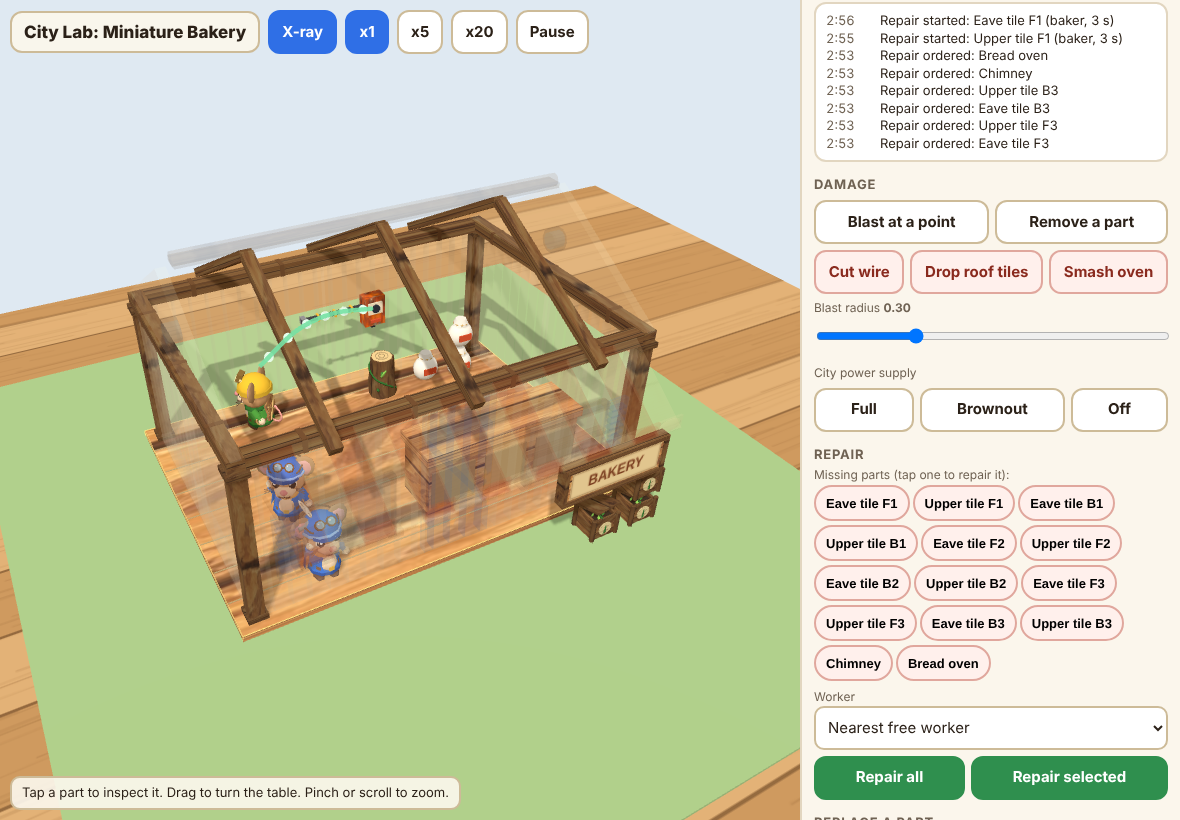 City Lab: Miniature Bakery
X-ray
x1
x5
x20
Pause
2:56 Repair started: Eave tile F1 (baker, 3 s)
2:55 Repair started: Upper tile F1 (baker, 3 s)
2:53 Repair ordered: Bread oven
2:53 Repair ordered: Chimney
2:53 Repair ordered: Upper tile B3
2:53 Repair ordered: Eave tile B3
2:53 Repair ordered: Upper tile F3
2:53 Repair ordered: Eave tile F3
DAMAGE
Blast at a point
Remove a part
Cut wire
Drop roof tiles
Smash oven
Blast radius 0.30
City power supply
Full
Brownout
Off
REPAIR
Missing parts (tap one to repair it):
Eave tile F1
Upper tile F1
Eave tile B1
Upper tile B1
Eave tile F2
Upper tile F2
Eave tile B2
Upper tile B2
Eave tile F3
Upper tile F3
Eave tile B3
Upper tile B3
Chimney
Bread oven
Worker
Nearest free worker
Repair all
Repair selected
BAKERY
Tap a part to inspect it. Drag to turn the table. Pinch or scroll to zoom.